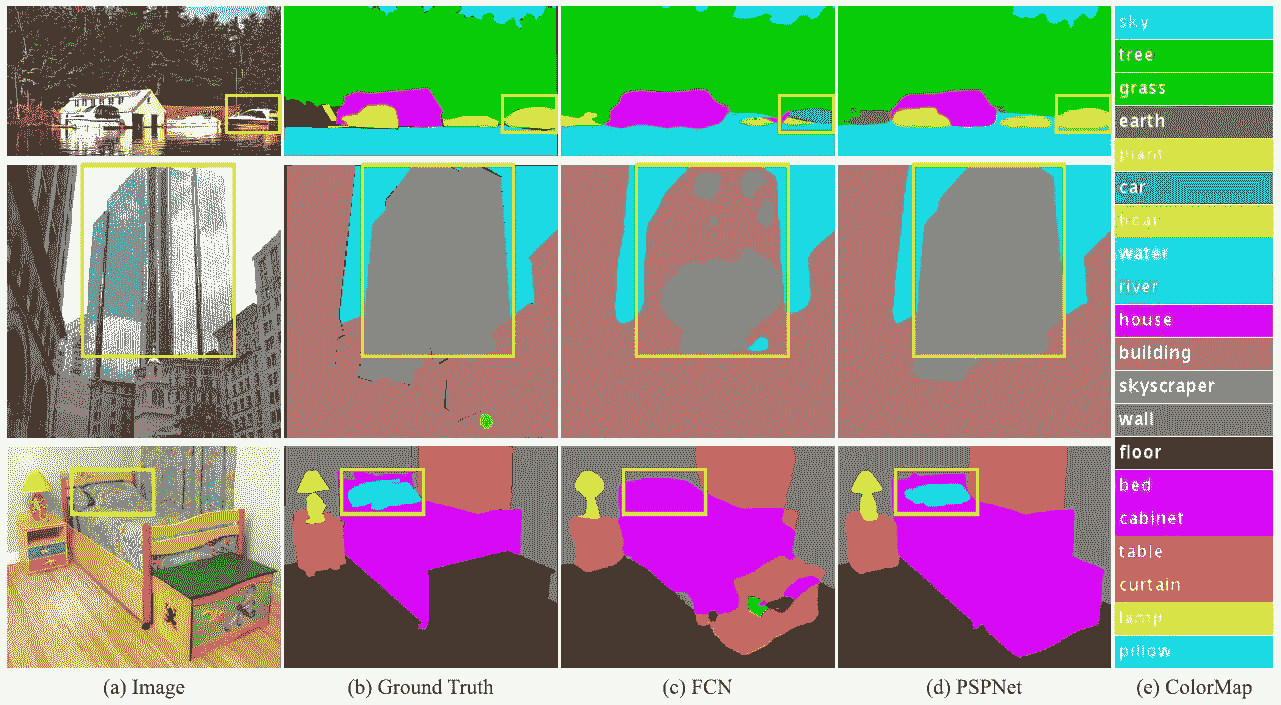 sky
tree
grass
earth
plant
car
boat
water
river
house
building
skyscraper
wall
floor
bed
cabinet
table
curtain
lamp
pillow
(a) Image
(b) Ground Truth
(c) FCN
(d) PSPNet
(e) ColorMap